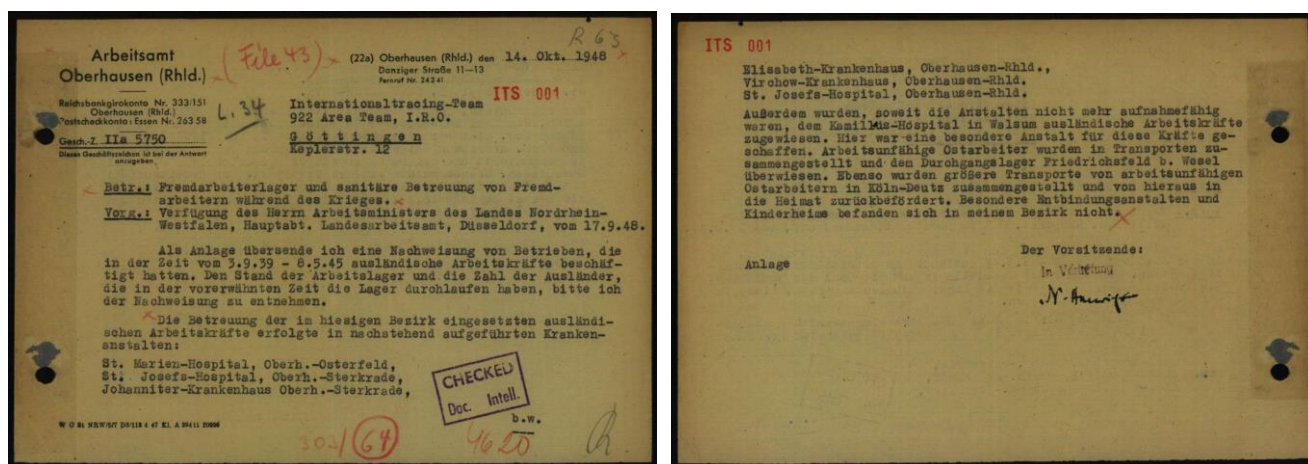 R 63
Arbeitsamt
Oberhausen (Rhld.)
(File 43)
(22a) Oberhausen (Rhld.) den 14. Okt. 1948
Danziger Straße 11—13
Fernruf Nr. 24241
ITS 001
Reichsbankgirokonto Nr. 333/151
Oberhausen (Rhld.)
Postscheckkonto: Essen Nr. 263 58
L. 34
Gesch.-Z. IIa 5750
Dieses Geschäftszeichen ist bei der Antwort
anzugeben.
Internationaltracing-Team
922 Area Team, I.R.O.
Göttingen
Keplerstr. 12
Betr.: Fremdarbeiterlager und sanitäre Betreuung von Fremd-
arbeitern während des Krieges.
Vorg.: Verfügung des Herrn Arbeitsministers des Landes Nordrhein-
Westfalen, Hauptabt. Landesarbeitsamt, Düsseldorf, vom 17.9.48.
Als Anlage übersende ich eine Nachweisung von Betrieben, die
in der Zeit vom 3.9.39 - 8.5.45 ausländische Arbeitskräfte beschäf-
tigt hatten. Den Stand der Arbeitslager und die Zahl der Ausländer,
die in der vorerwähnten Zeit die Lager durchlaufen haben, bitte ich
der Nachweisung zu entnehmen.
Die Betreuung der im hiesigen Bezirk eingesetzten ausländi-
schen Arbeitskräfte erfolgte in nachstehend aufgeführten Kranken-
anstalten:
St. Marien-Hospital, Oberh.-Osterfeld,
St. Josefs-Hospital, Oberh.-Sterkrade,
Johanniter-Krankenhaus Oberh.-Sterkrade,
CHECKED
Doc. Intell.
b.w.
303/64
4620
ITS 001
Elisabeth-Krankenhaus, Oberhausen-Rhld.,
Virchow-Krankenhaus, Oberhausen-Rhld.
St. Josefs-Hospital, Oberhausen-Rhld.
Außerdem wurden, soweit die Anstalten nicht mehr aufnahmefähig
waren, dem Kamillus-Hospital in Walsum ausländische Arbeitskräfte
zugewiesen. Hier war eine besondere Anstalt für diese Kräfte ge-
schaffen. Arbeitsunfähige Ostarbeiter wurden in Transporten zu-
sammengestellt und dem Durchgangslager Friedrichsfeld b. Wesel
überwiesen. Ebenso wurden größere Transporte von arbeitsunfähigen
Ostarbeitern in Köln-Deutz zusammengestellt und von hieraus in
die Heimat zurückbefördert. Besondere Entbindungsanstalten und
Kinderheime befanden sich in meinem Bezirk nicht.
Der Vorsitzende:
Anlage
In Vertretung